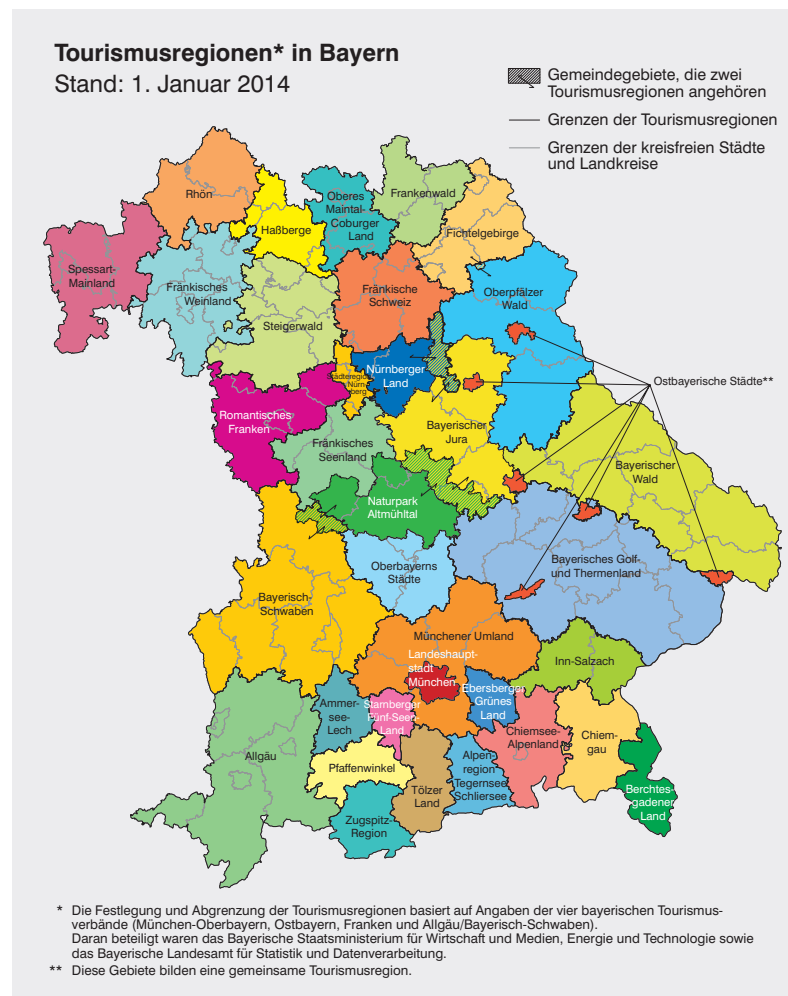 Tourismusregionen* in Bayern
Stand: 1. Januar 2014
Gemeindegebiete, die zwei
Tourismusregionen angehören
Grenzen der Tourismusregionen
Grenzen der kreisfreien Städte
und Landkreise
Rhön
Haßberge
Oberes
Maintal-
Coburger
Land
Frankenwald
Fichtelgebirge
Spessart-
Mainland
Fränkisches
Weinland
Steigerwald
Fränkische
Schweiz
Oberpfälzer
Wald
Städteregion
Nürn-
berg
Nürnberger
Land
Ostbayerische Städte**
Romantisches
Franken
Fränkisches
Seenland
Bayerischer
Jura
Bayerischer
Wald
Naturpark
Altmühltal
Oberbayerns
Städte
Bayerisches Golf-
und Thermenland
Bayerisch-
Schwaben
Münchener Umland
Landeshaupt-
stadt
München
Inn-Salzach
Ebersberger
Grünes
Land
Ammer-
see-
Lech
Starnberger
Fünf-Seen-
Land
Chiemsee-
Alpenland
Chiem-
gau
Allgäu
Pfaffenwinkel
Tölzer
Land
Alpen-
region
Tegernsee
Schliersee
Berchtes-
gadener
Land
Zugspitz-
Region
* Die Festlegung und Abgrenzung der Tourismusregionen basiert auf Angaben der vier bayerischen Tourismus-
verbände (München-Oberbayern, Ostbayern, Franken und Allgäu/Bayerisch-Schwaben).
Daran beteiligt waren das Bayerische Staatsministerium für Wirtschaft und Medien, Energie und Technologie sowie
das Bayerische Landesamt für Statistik und Datenverarbeitung.
** Diese Gebiete bilden eine gemeinsame Tourismusregion.